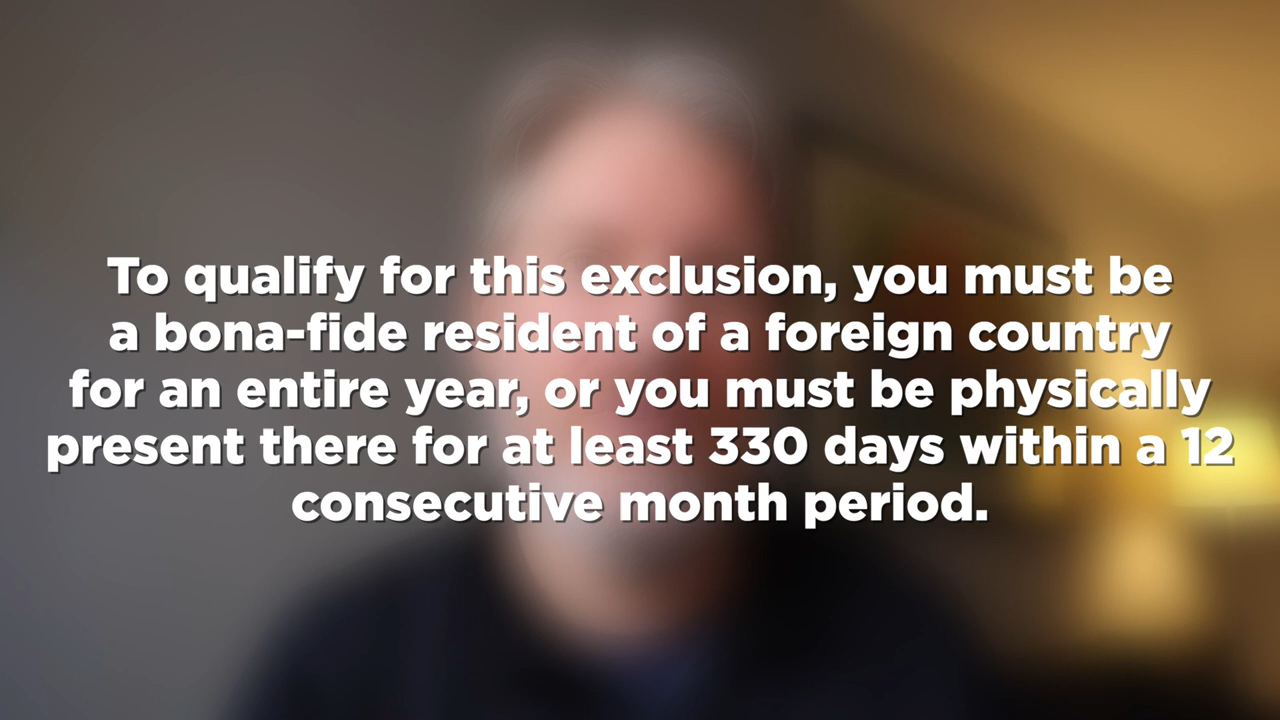 To qualify for this exclusion, you must be
a bona-fide resident of a foreign country
for an entire year, or you must be physically
present there for at least 330 days within a 12
consecutive month period.